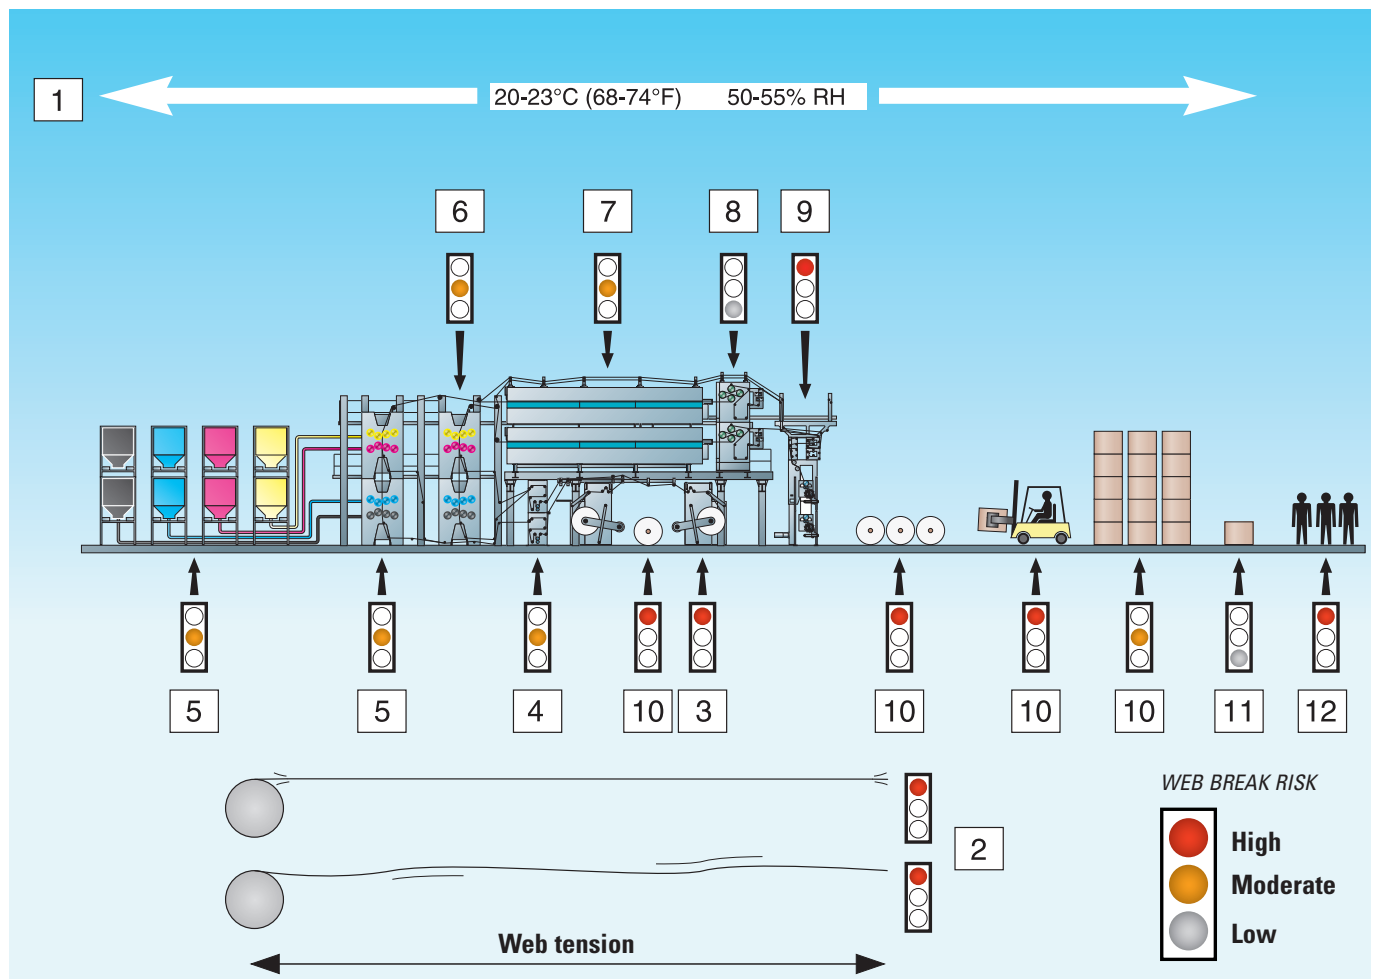 1
20-23°C (68-74°F) 50-55% RH
6 7 8 9
5 5 4 10 3 10 10 10 11 12
WEB BREAK RISK
High
2
Moderate
Low
Web tension